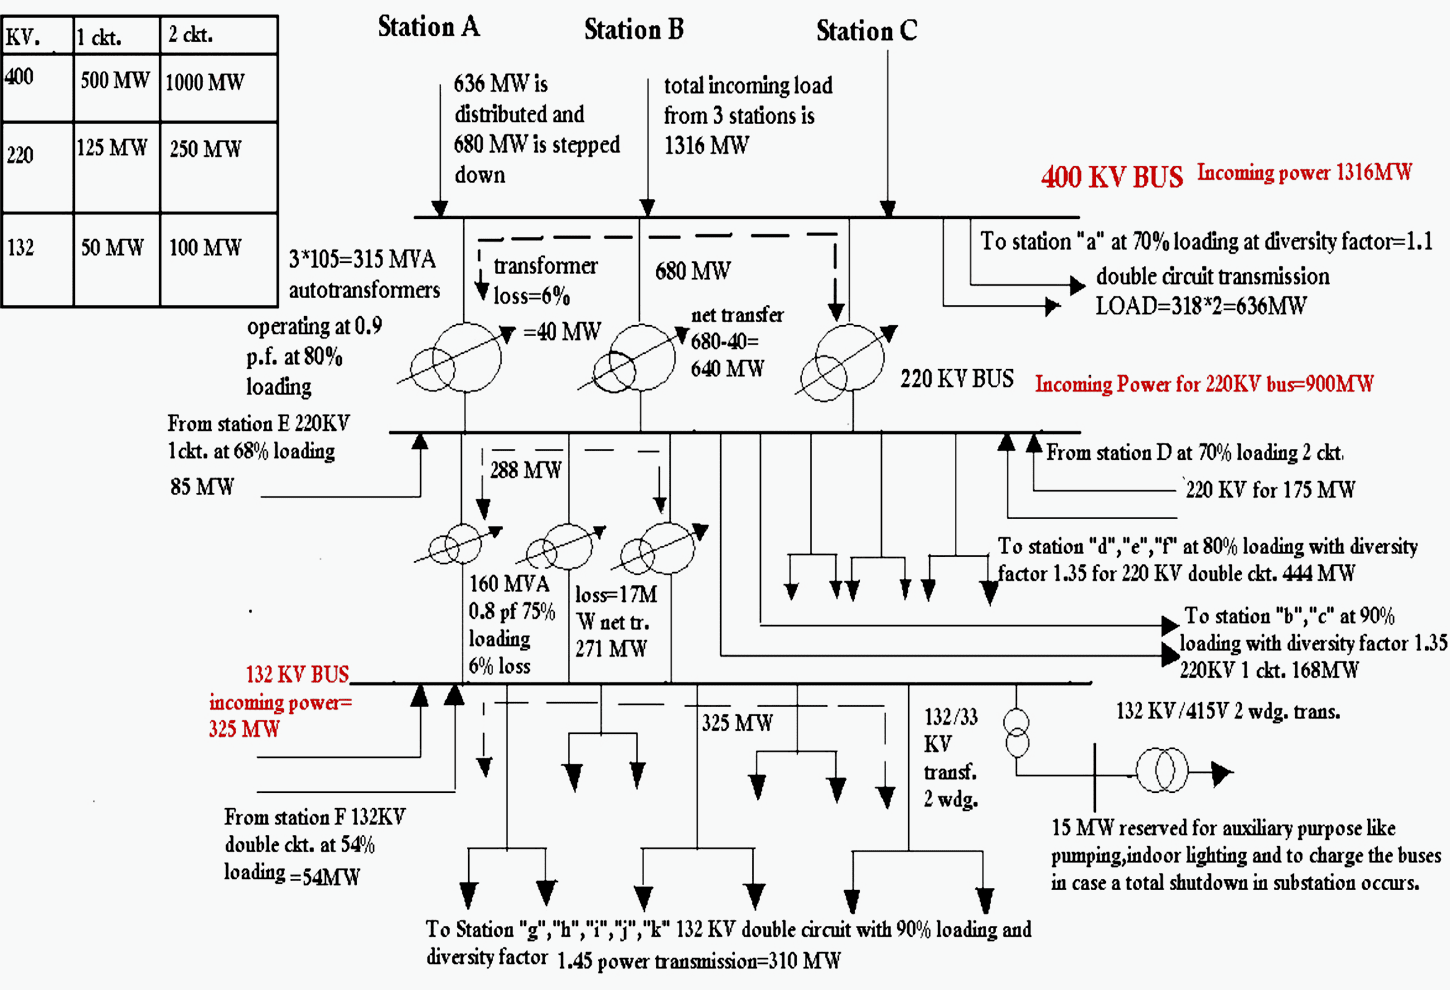 KV. 1 ckt. 2 ckt.
400 500 MW 1000 MW
220 125 MW 250 MW
132 50 MW 100 MW
Station A
Station B
Station C
636 MW is
distributed and
680 MW is stepped
down
total incoming load
from 3 stations is
1316 MW
400 KV BUS Incoming power 1316MW
To station "a" at 70% loading at diversity factor=1.1
double circuit transmission
LOAD=318*2=636MW
3*105=315 MVA
autotransformers
operating at 0.9
p.f. at 80%
loading
transformer
loss=6%
=40 MW
680 MW
net transfer
680-40=
640 MW
220 KV BUS
Incoming Power for 220KV bus=900MW
From station E 220KV
1ckt. at 68% loading
85 MW
288 MW
From station D at 70% loading 2 ckt.
220 KV for 175 MW
160 MVA
0.8 pf 75%
loading
6% loss
loss=17M
W net tr.
271 MW
To station "d","e","f" at 80% loading with diversity
factor 1.35 for 220 KV double ckt. 444 MW
To station "b","c" at 90%
loading with diversity factor 1.35
220KV 1 ckt. 168MW
132 KV BUS
incoming power=
325 MW
325 MW
132/33
KV
transf.
2 wdg.
132 KV/415V 2 wdg. trans.
From station F 132KV
double ckt. at 54%
loading =54MW
15 MW reserved for auxiliary purpose like
pumping,indoor lighting and to charge the buses
in case a total shutdown in substation occurs.
To Station "g","h","i","j","k" 132 KV double circuit with 90% loading and
diversity factor 1.45 power transmission=310 MW